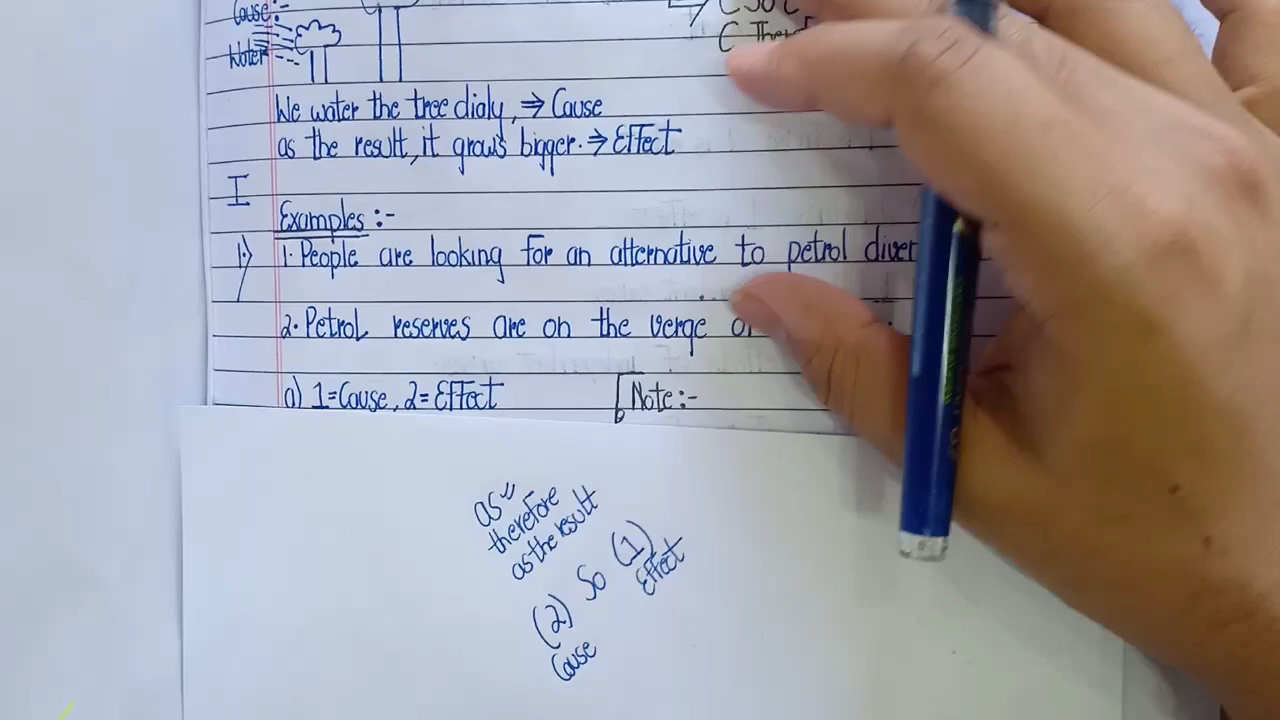 Cause:-
C So E
Water
C Theref
We water the tree dialy, ⇒ Cause
as the result, it grows bigger. ⇒ Effect
I
Examples :-
1.) 1. People are looking for an alternative to petrol diver
2. Petrol reserves are on the verge
a) 1=Cause, 2=Effect Note:-
as"
therefore
as the result
(2) So (1)
Cause Effect